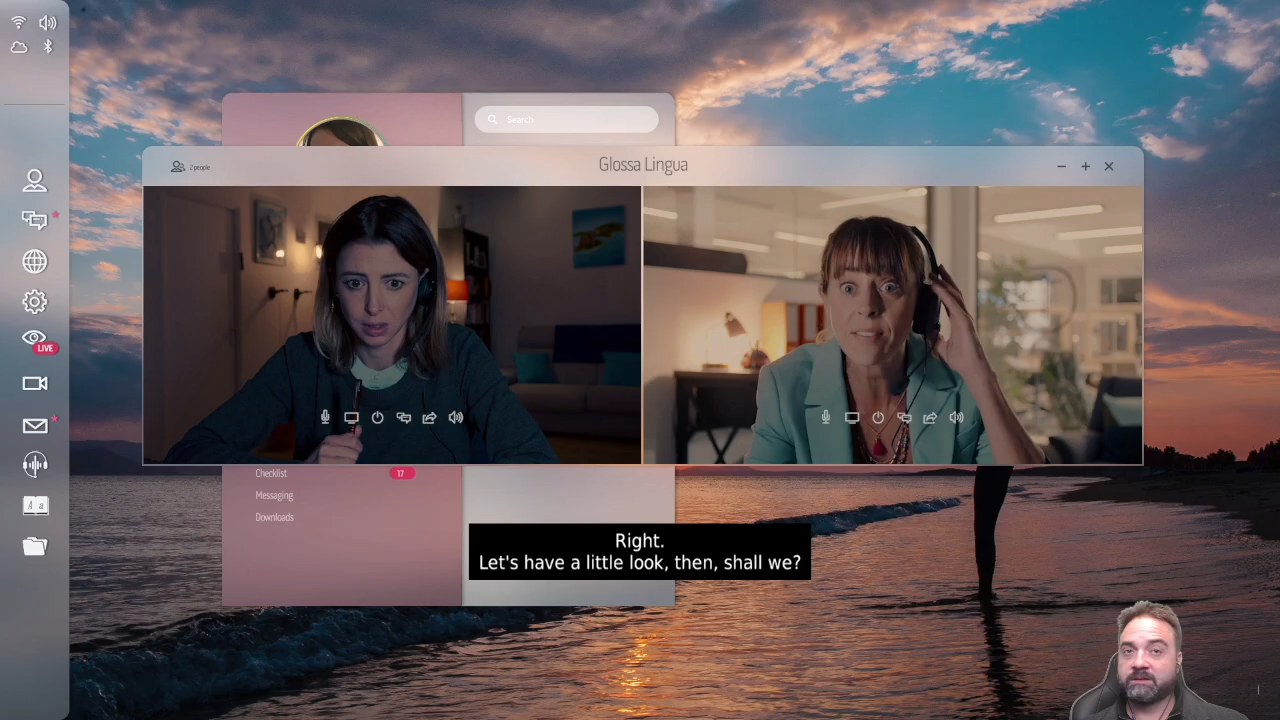 Search
2 people
Glossa Lingua
LIVE
Checklist
17
Messaging
Downloads
A a
Right.
Let's have a little look, then, shall we?